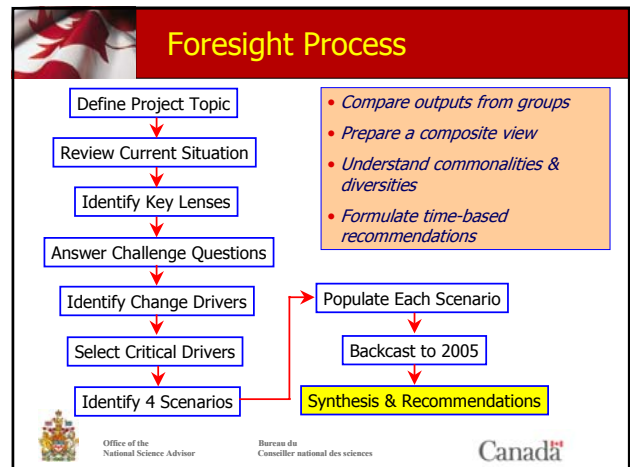 Foresight Process
Define Project Topic
Review Current Situation
Identify Key Lenses
Answer Challenge Questions
Identify Change Drivers
Select Critical Drivers
Identify 4 Scenarios
• Compare outputs from groups
• Prepare a composite view
• Understand commonalities &
diversities
• Formulate time-based
recommendations
Populate Each Scenario
Backcast to 2005
Synthesis & Recommendations
Office of the
National Science Advisor
Bureau du
Conseiller national des sciences
Canada